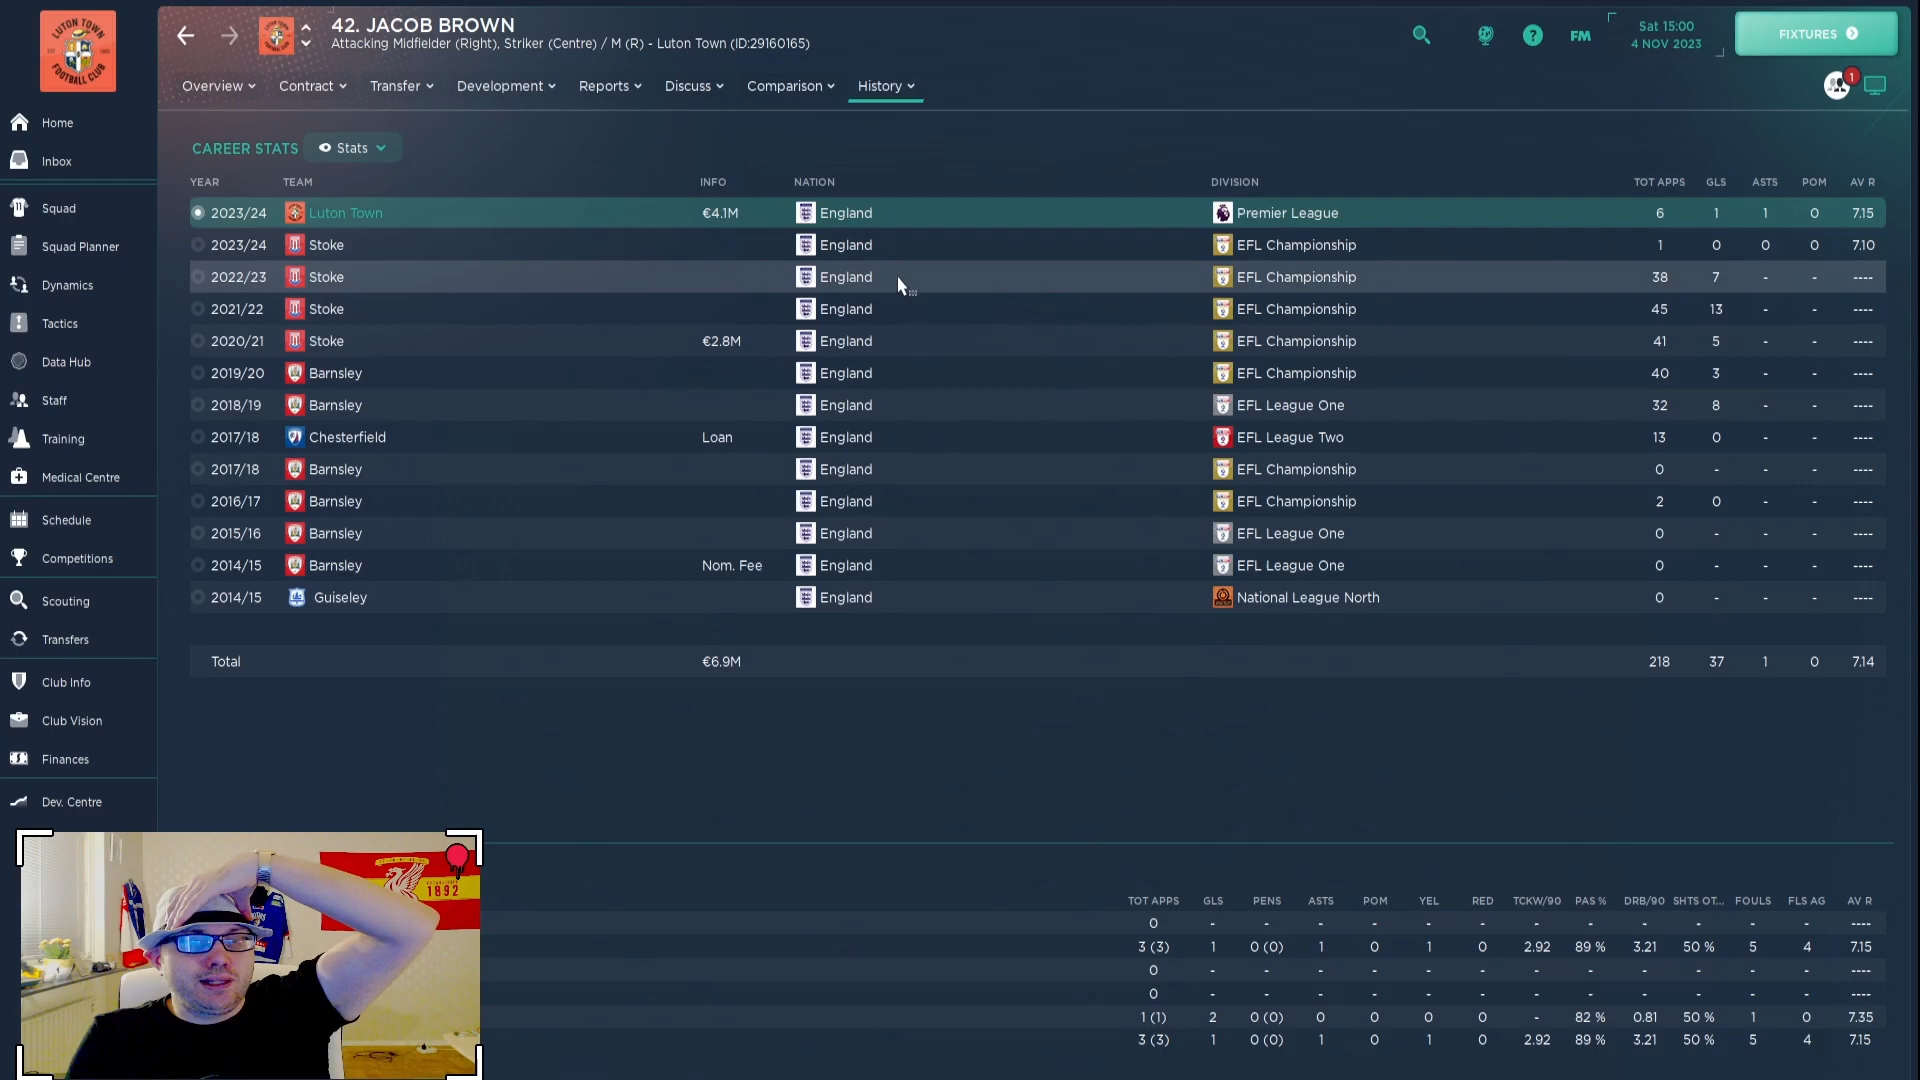 42. JACOB BROWN
Attacking Midfielder (Right), Striker (Centre) / M (R) - Luton Town (ID:29160165)
FM
Sat 15:00
4 NOV 2023
FIXTURES
LUTON TOWN
FOOTBALL CLUB
Overview Contract Transfer Development Reports Discuss Comparison History
1
Home
Inbox
Squad
Squad Planner
Dynamics
Tactics
Data Hub
Staff
Training
Medical Centre
Schedule
Competitions
Scouting
Transfers
Club Info
Club Vision
Finances
Dev. Centre
CAREER STATS Stats
YEAR TEAM INFO NATION DIVISION TOT APPS GLS ASTS POM AV R
2023/24 Luton Town €4.1M England Premier League 6 1 1 0 7.15
2023/24 Stoke England EFL Championship 1 0 0 0 7.10
2022/23 Stoke England EFL Championship 38 7 - - ----
2021/22 Stoke England EFL Championship 45 13 - - ----
2020/21 Stoke €2.8M England EFL Championship 41 5 - - ----
2019/20 Barnsley England EFL Championship 40 3 - - ----
2018/19 Barnsley England EFL League One 32 8 - - ----
2017/18 Chesterfield Loan England EFL League Two 13 0 - - ----
2017/18 Barnsley England EFL Championship 0 - - - ----
2016/17 Barnsley England EFL Championship 2 0 - - ----
2015/16 Barnsley England EFL League One 0 - - - ----
2014/15 Barnsley Nom. Fee England EFL League One 0 - - - ----
2014/15 Guiseley England National League North 0 - - - ----
Total €6.9M 218 37 1 0 7.14
TOT APPS GLS PENS ASTS POM YEL RED TCKW/90 PAS % DRB/90 SHTS OT... FOULS FLS AG AV R
0 - - - - - - - - - - - - ----
3 (3) 1 0 (0) 1 0 1 0 2.92 89 % 3.21 50 % 5 4 7.15
0 - - - - - - - - - - - - ----
0 - - - - - - - - - - - - ----
1 (1) 2 0 (0) 0 0 0 0 - 82 % 0.81 50 % 1 0 7.35
3 (3) 1 0 (0) 1 0 1 0 2.92 89 % 3.21 50 % 5 4 7.15
1892